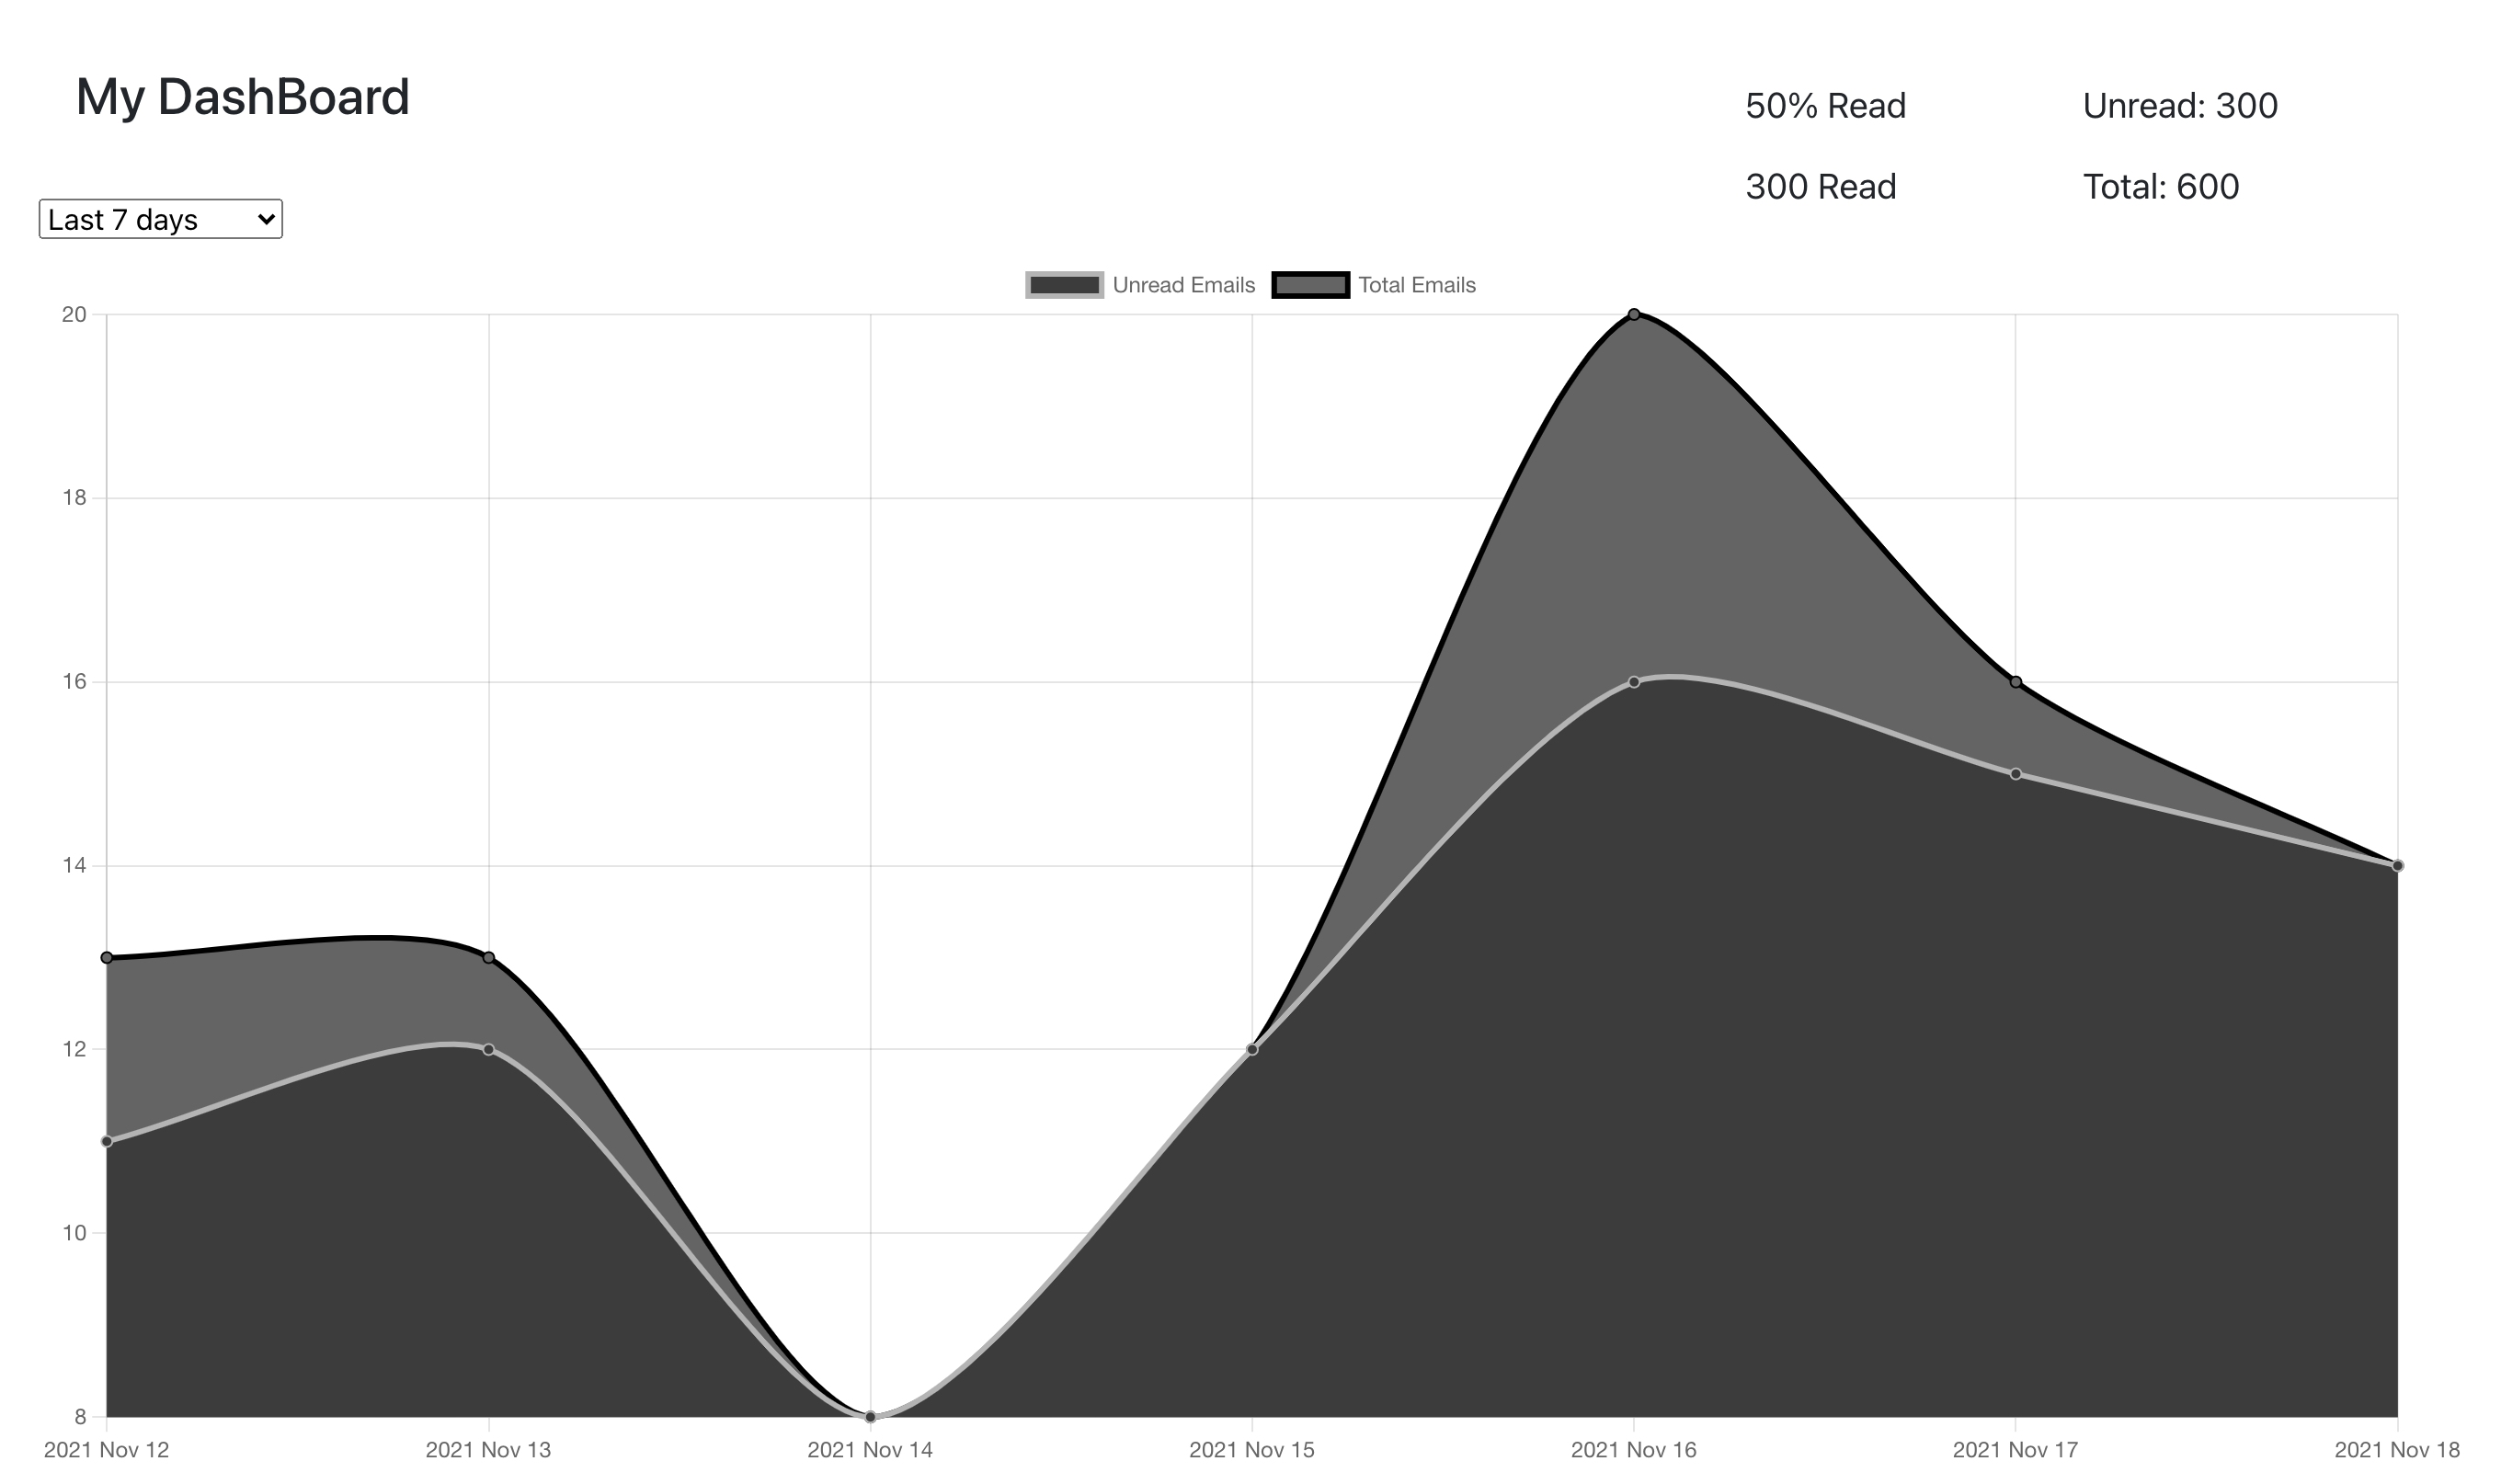 My DashBoard
50% Read Unread: 300
300 Read Total: 600
Last 7 days
Unread Emails Total Emails
20
18
16
14
12
10
8
2021 Nov 12 2021 Nov 13 2021 Nov 14 2021 Nov 15 2021 Nov 16 2021 Nov 17 2021 Nov 18